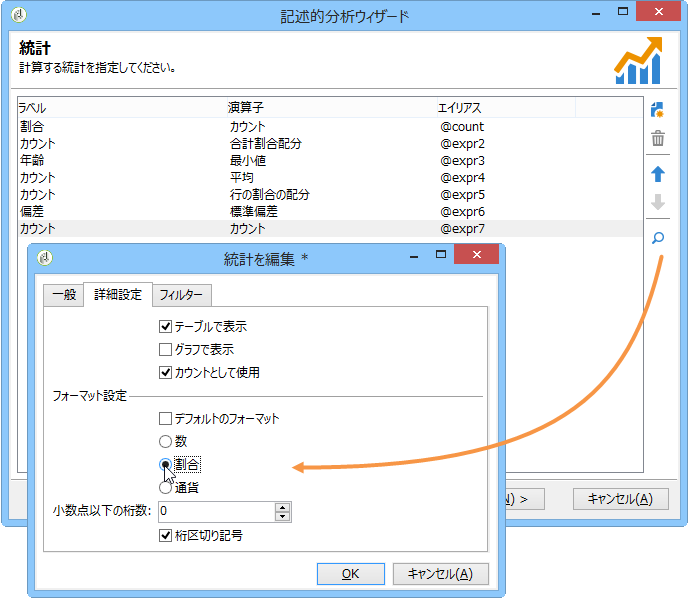 記述的分析ウィザード
統計
計算する統計を指定してください。
ラベル 演算子 エイリアス
割合 カウント @count
カウント 合計割合配分 @expr2
年齢 最小値 @expr3
カウント 平均 @expr4
カウント 行の割合の配分 @expr5
偏差 標準偏差 @expr6
カウント カウント @expr7
統計を編集 *
一般 詳細設定 フィルター
テーブルで表示
グラフで表示
カウントとして使用
フォーマット設定
デフォルトのフォーマット
数
割合
通貨
小数点以下の桁数: 0
桁区切り記号
N) > キャンセル(A)
OK キャンセル(A)